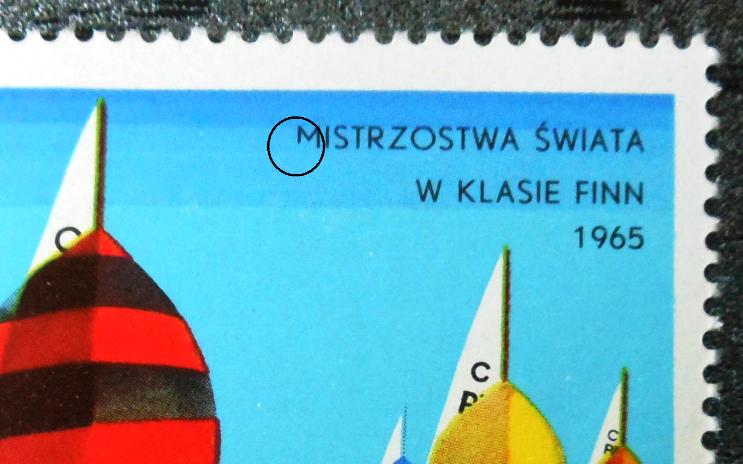 MISTRZOSTWA ŚWIATA
W KLASIE FINN
1965
C
C
C